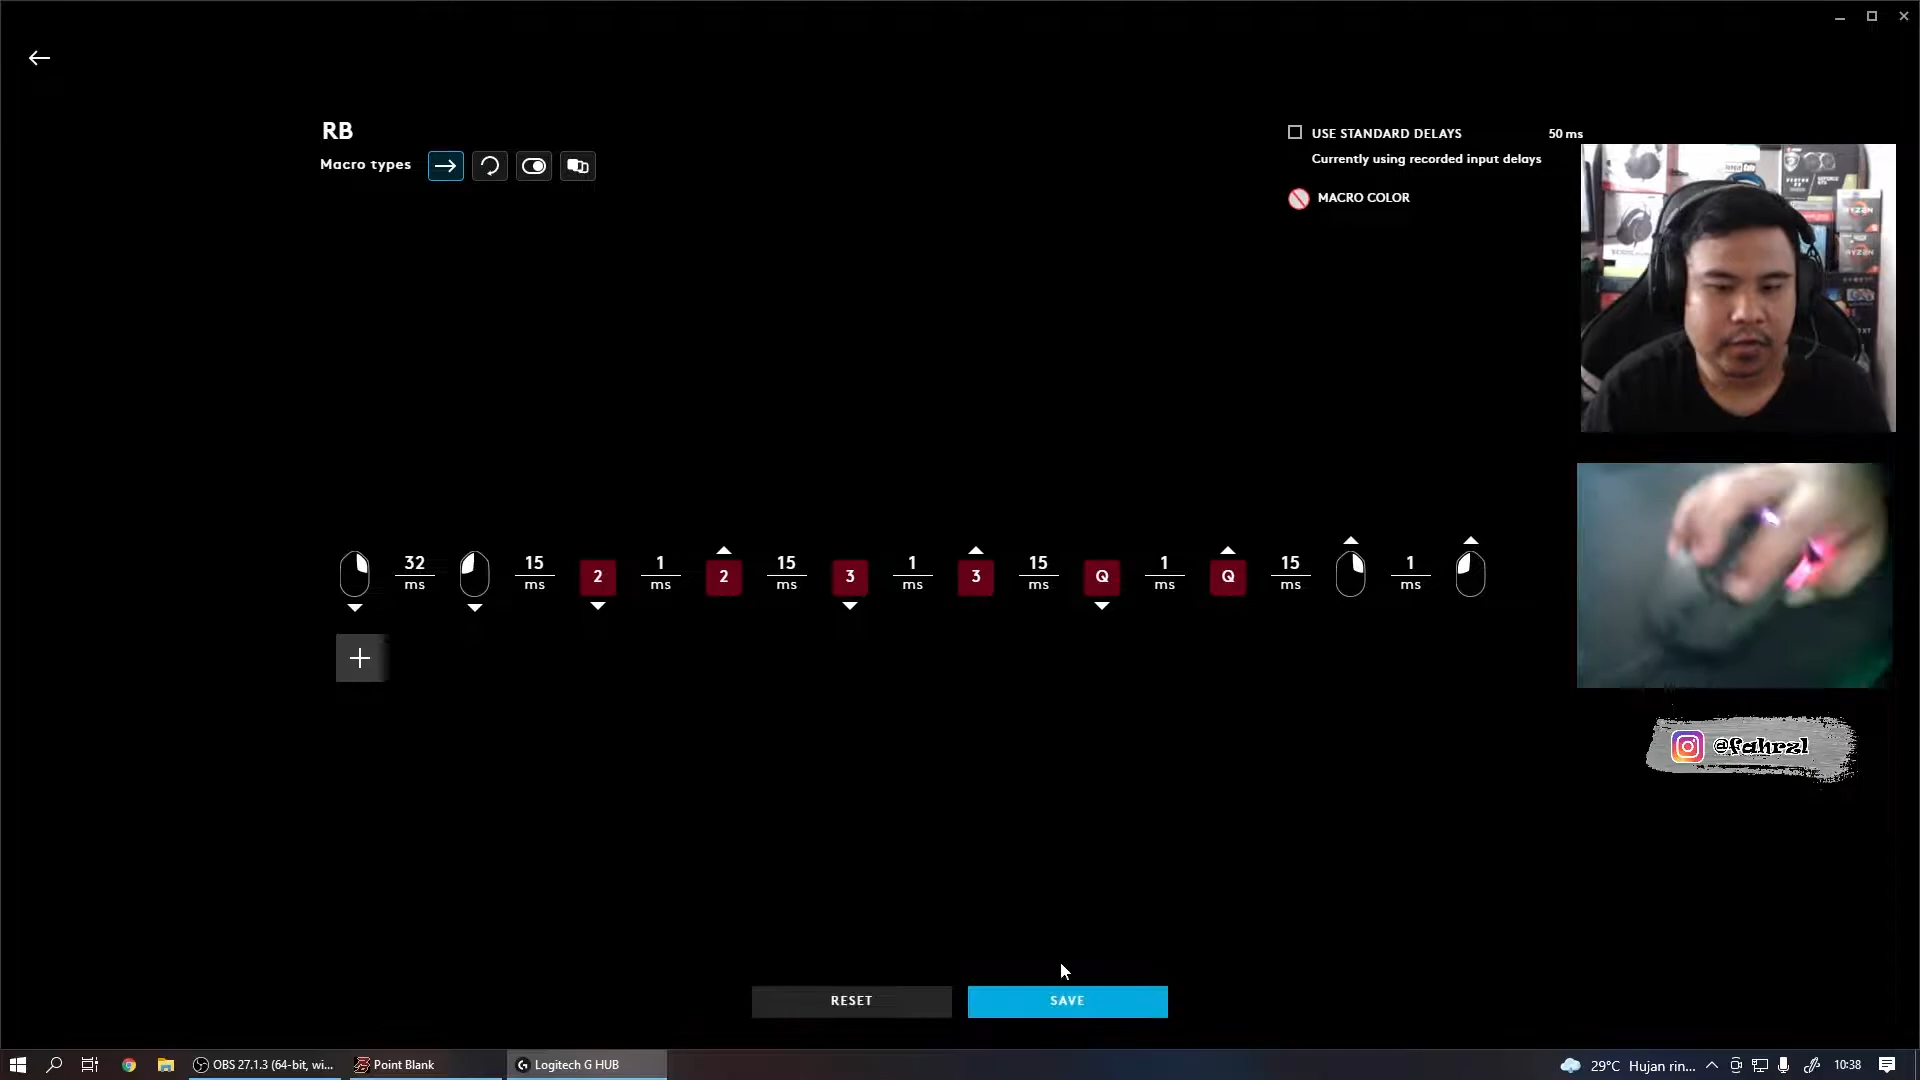 RB
Macro types
USE STANDARD DELAYS 50 ms
Currently using recorded input delays
MACRO COLOR
32 ms 15 ms 2 1 ms 2 15 ms 3 1 ms 3 15 ms Q 1 ms Q 15 ms 1 ms
@fahrzl
RESET SAVE
OBS 27.1.3 (64-bit, wi... Point Blank Logitech G HUB 29°C Hujan rin... 10:38
RYZEN
RYZEN